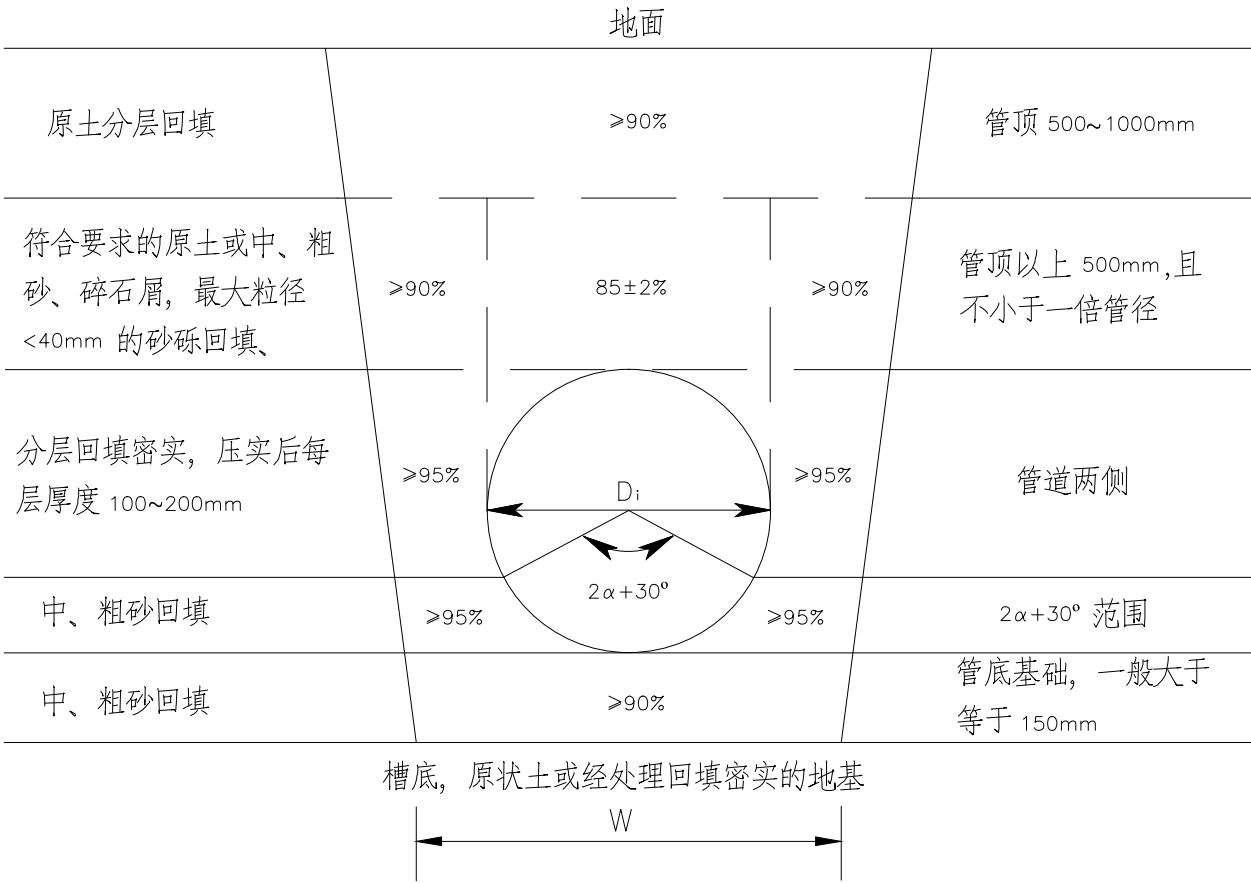 地面
原土分层回填
≥90%
管顶 500~1000mm
符合要求的原土或中、粗
砂、碎石屑，最大粒径
<40mm 的砂砾回填、
≥90%
85±2%
≥90%
管顶以上 500mm,且
不小于一倍管径
分层回填密实，压实后每
层厚度 100~200mm
≥95%
Di
≥95%
管道两侧
中、粗砂回填
≥95%
2α+30°
≥95%
2α+30° 范围
中、粗砂回填
≥90%
管底基础，一般大于
等于 150mm
槽底，原状土或经处理回填密实的地基
W